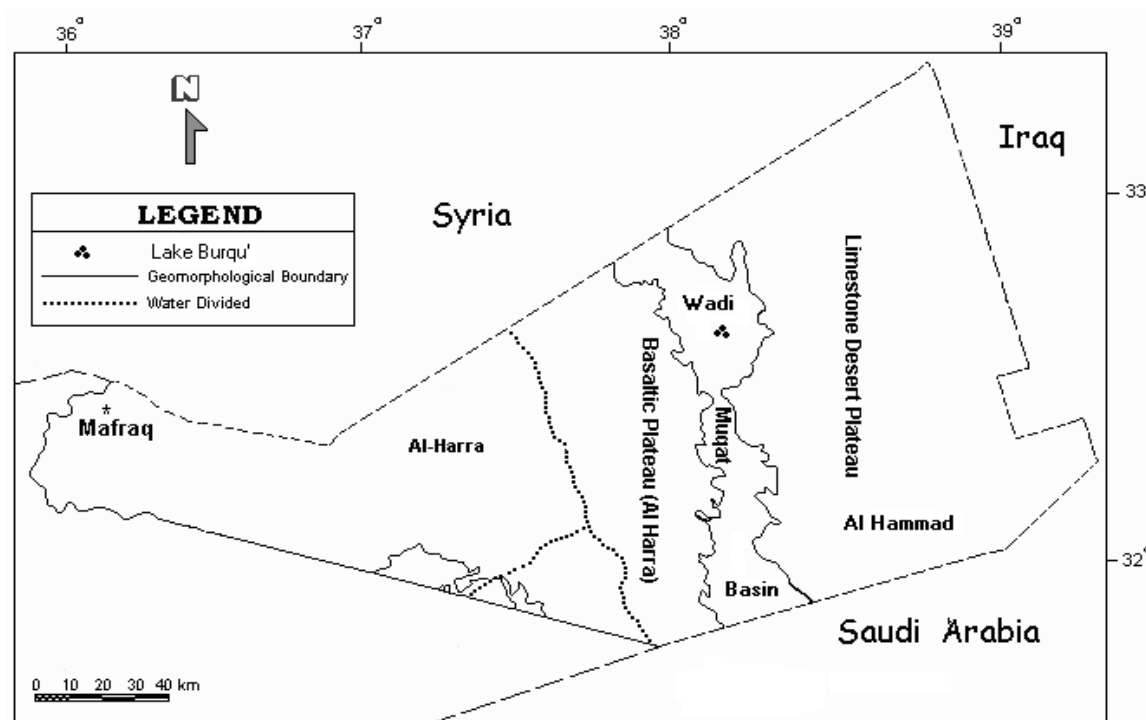 36°
37°
38°
39°
N
Iraq
33
Syria
LEGEND
Lake Burqu'
Geomorphological Boundary
Water Divided
Wadi
Limestone Desert Plateau
Basaltic Plateau (Al Harra)
Muqat
*
Mafraq
Al-Harra
Al Hammad
32°
Basin
Saudi Arabia
0 10 20 30 40 km